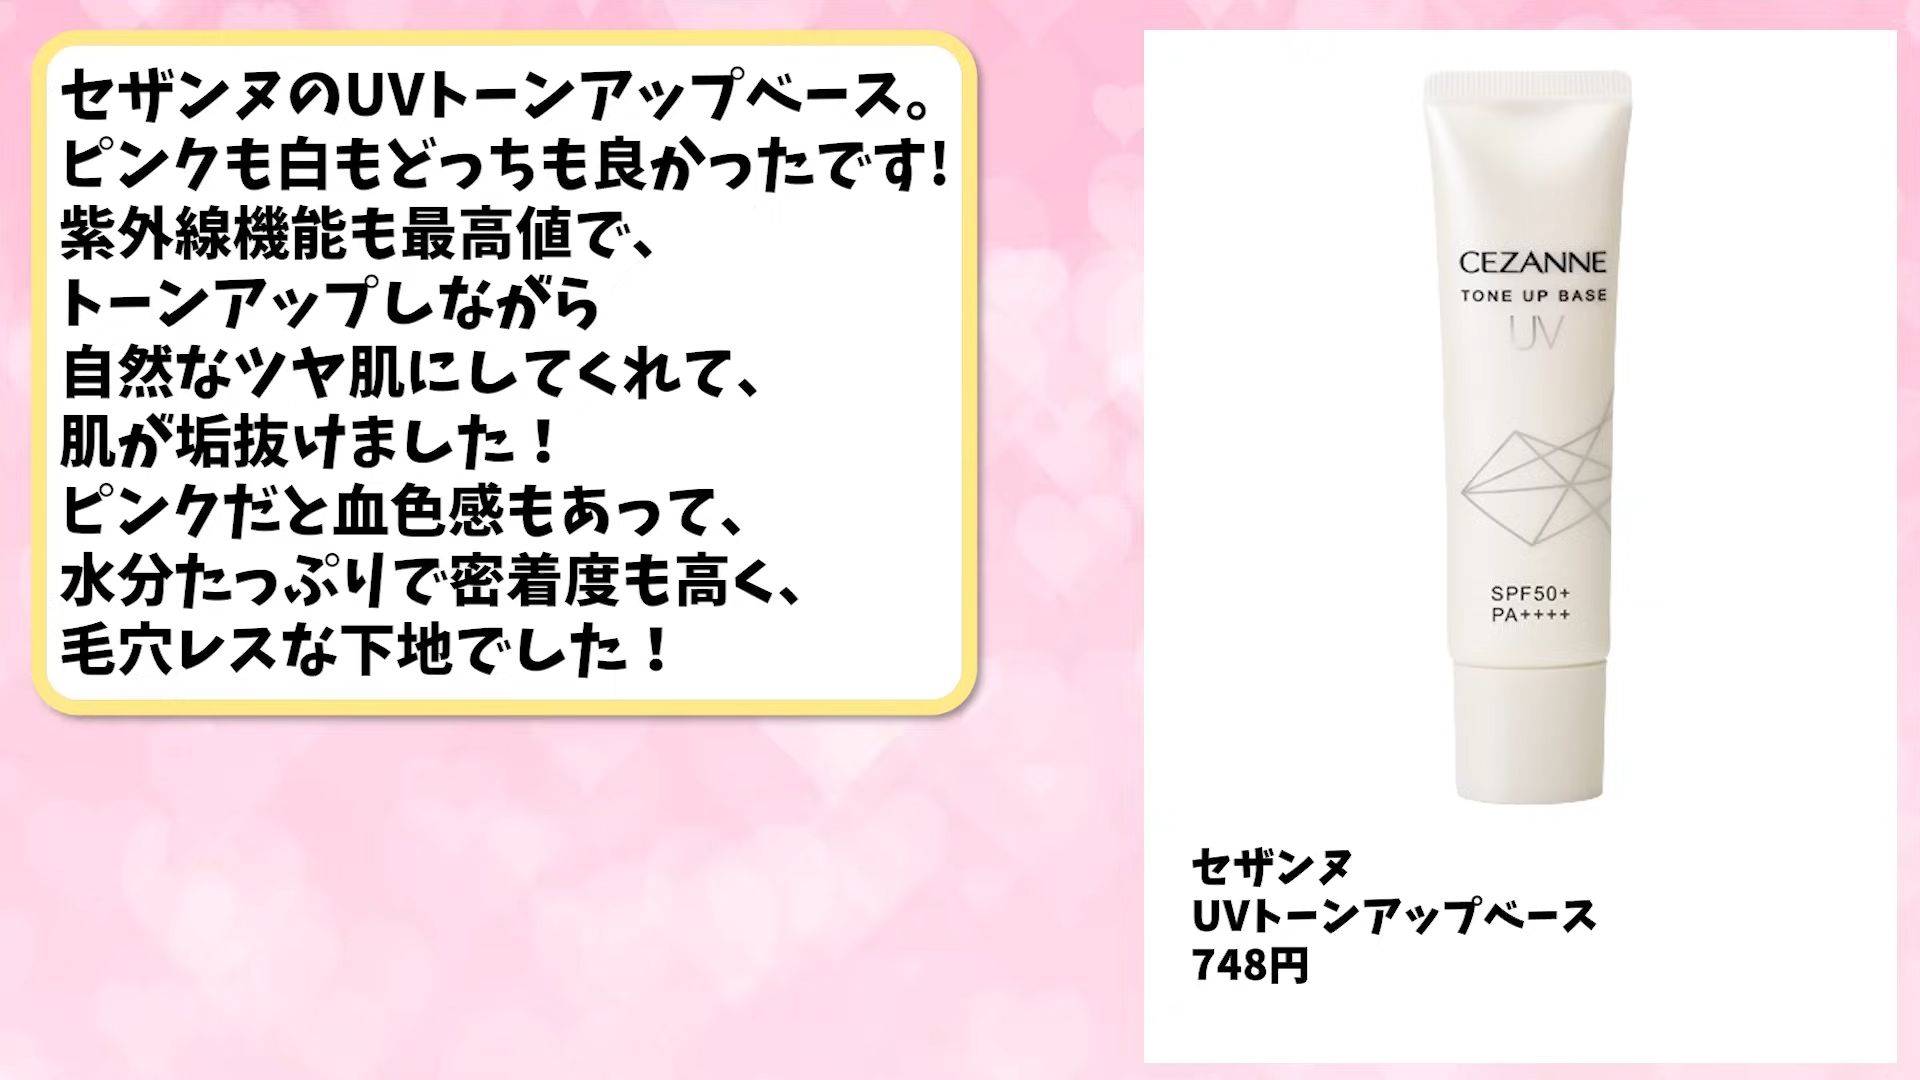 セザンヌのUVトーンアップベース。
ピンクも白もどっちも良かったです!
紫外線機能も最高値で、
トーンアップしながら
自然なツヤ肌にしてくれて、
肌が垢抜けました！
ピンクだと血色感もあって、
水分たっぷりで密着度も高く、
毛穴レスな下地でした！
CEZANNE
TONE UP BASE
UV
SPF50+
PA++++
セザンヌ
UVトーンアップベース
748円